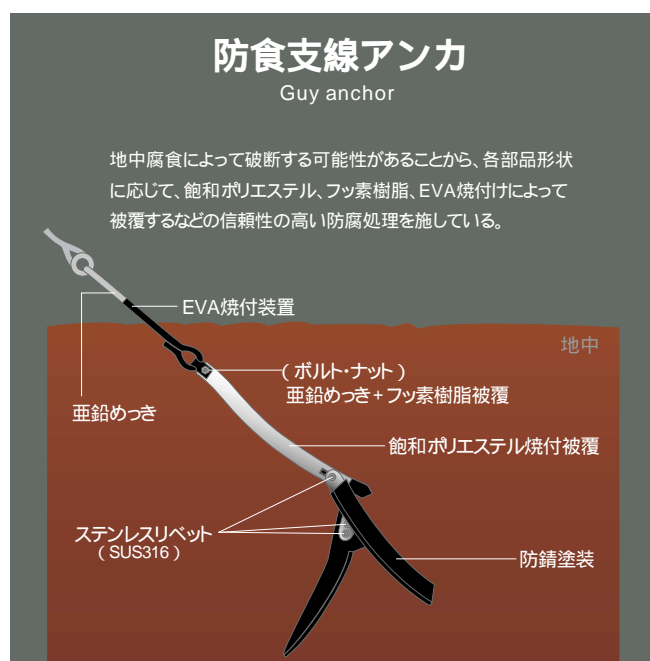 防食支線アンカ
Guy anchor
地中腐食によって破断する可能性があることから、各部品形状
に応じて、飽和ポリエステル、フッ素樹脂、EVA焼付けによって
被覆するなどの信頼性の高い防腐処理を施している。
EVA焼付装置
地中
（ボルト・ナット）
亜鉛めっき+フッ素樹脂被覆
亜鉛めっき
飽和ポリエステル焼付被覆
ステンレスリベット
（SUS316）
防錆塗装